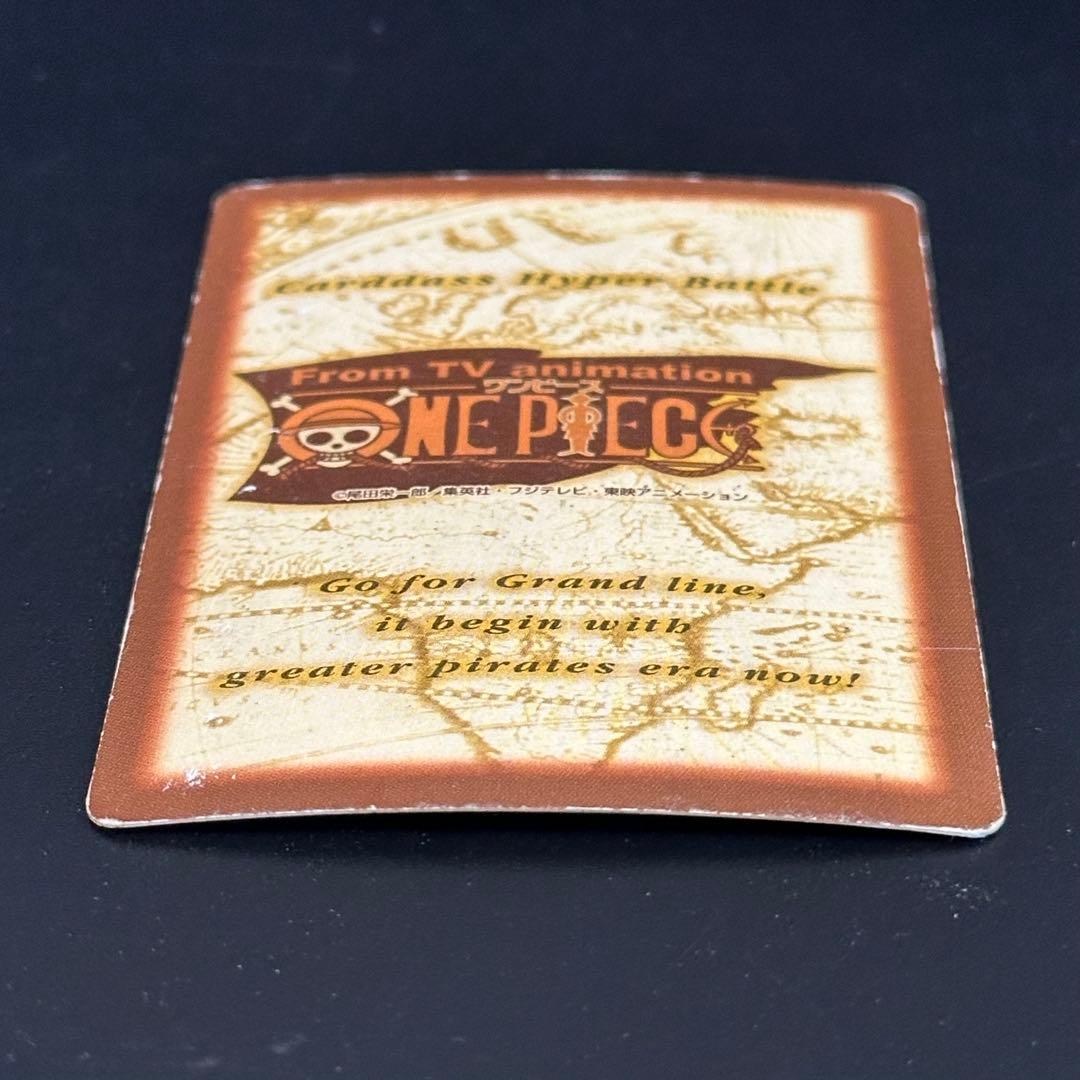 Carddass Hyper Battle
From TV animation
ワンピース
ONE PIECE
©尾田栄一郎/集英社・フジテレビ・東映アニメーション
Go for Grand line,
it begin with
greater pirates era now!